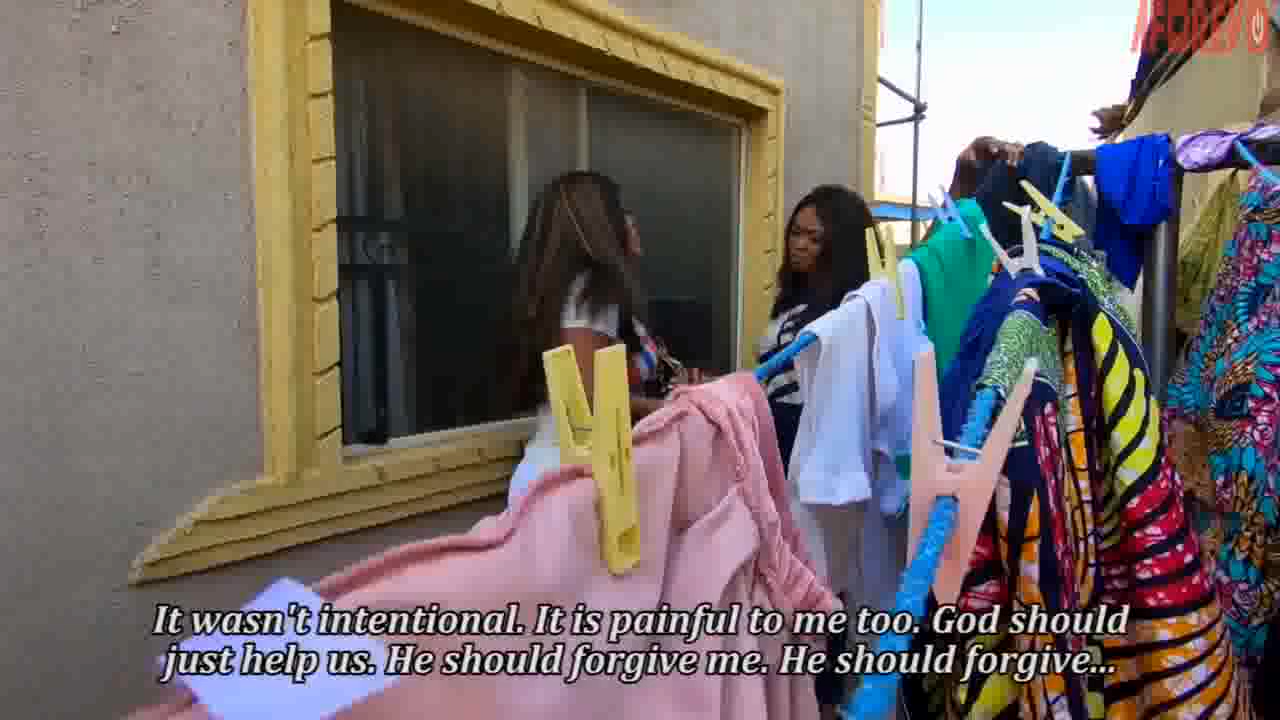 AFOREVO
It wasn't intentional. It is painful to me too. God should
just help us. He should forgive me. He should forgive...